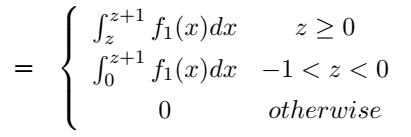 ∫_z^{z+1} f_1(x)dx    z ≥ 0
= { ∫_0^{z+1} f_1(x)dx    −1 < z < 0
0    otherwise